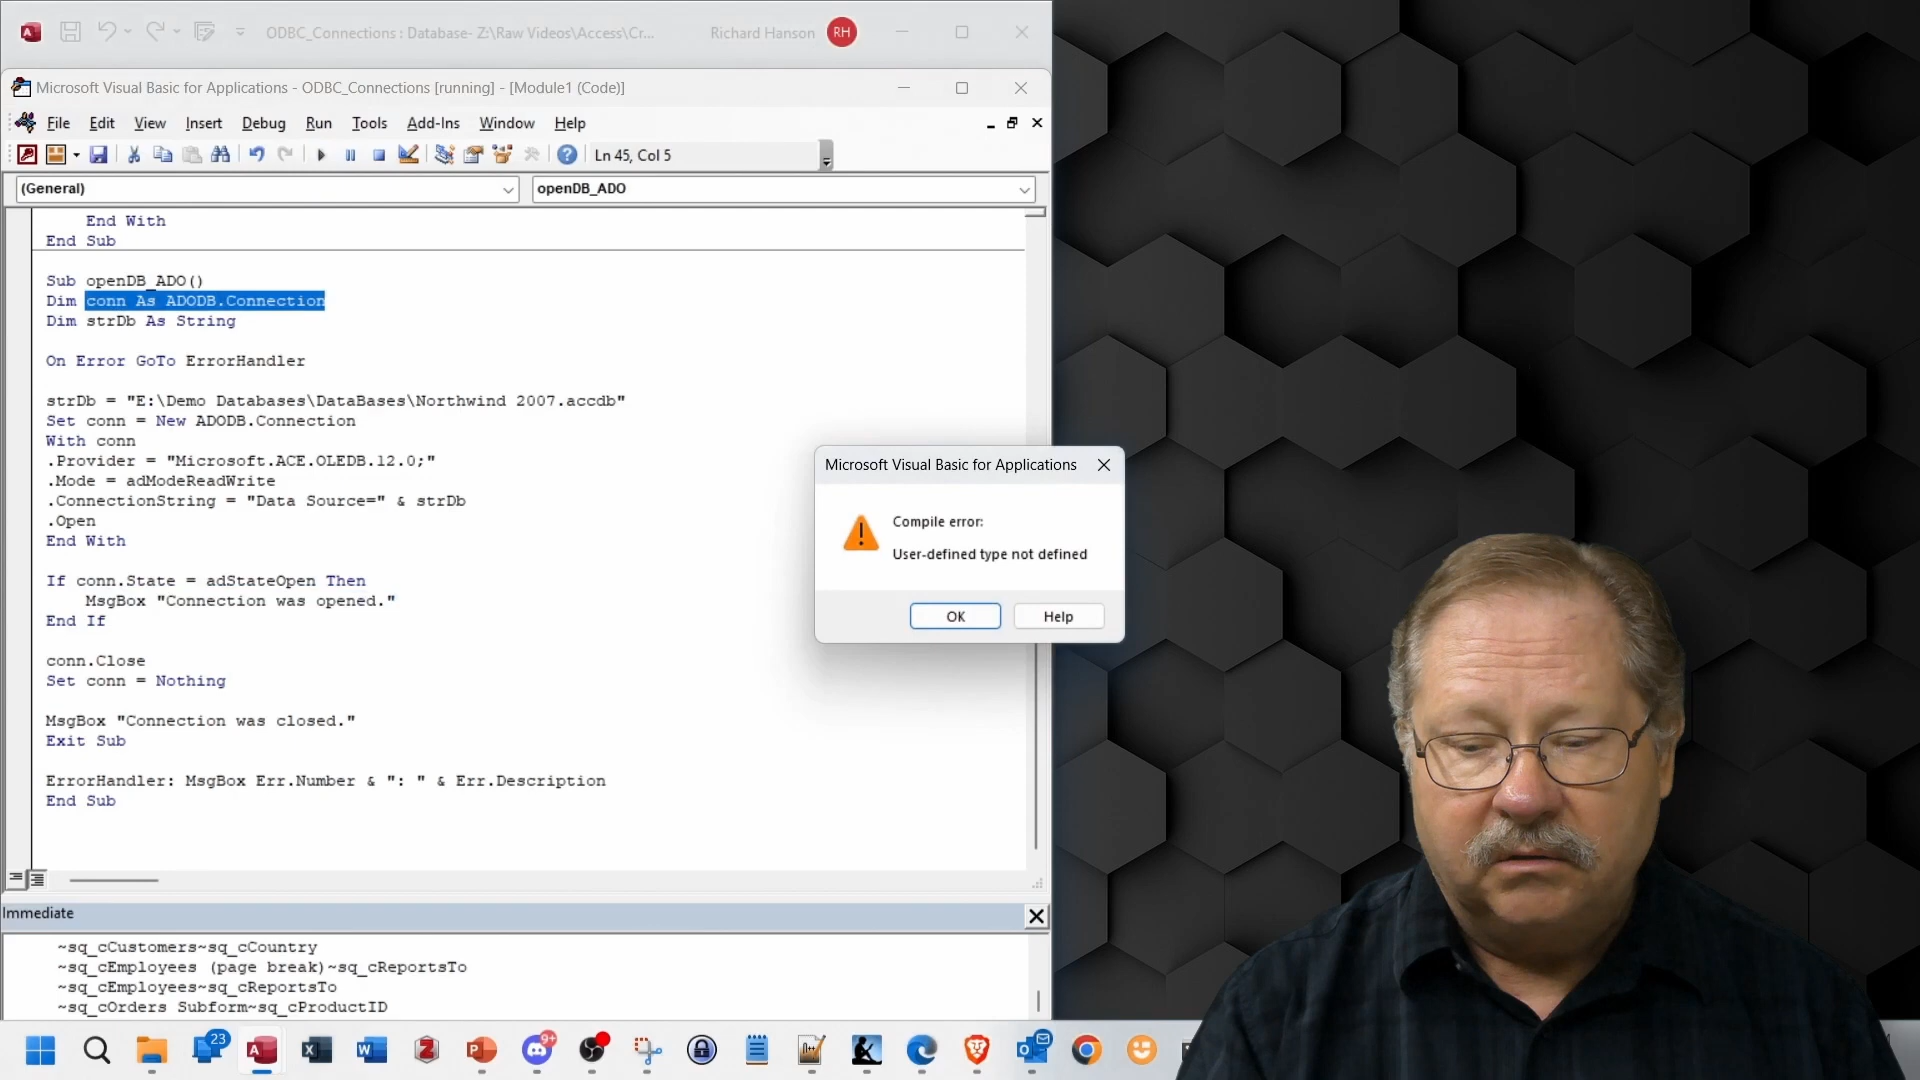 ODBC_Connections : Database- Z:\Raw Videos\Access\Cr...
Richard Hanson
RH
Microsoft Visual Basic for Applications - ODBC_Connections [running] - [Module1 (Code)]
File Edit View Insert Debug Run Tools Add-Ins Window Help
Ln 45, Col 5
(General)
openDB_ADO
End With
End Sub
Sub openDB_ADO()
Dim conn As ADODB.Connection
Dim strDb As String
On Error GoTo ErrorHandler
strDb = "E:\Demo Databases\DataBases\Northwind 2007.accdb"
Set conn = New ADODB.Connection
With conn
.Provider = "Microsoft.ACE.OLEDB.12.0;"
.Mode = adModeReadWrite
.ConnectionString = "Data Source=" & strDb
.Open
End With
If conn.State = adStateOpen Then
MsgBox "Connection was opened."
End If
conn.Close
Set conn = Nothing
MsgBox "Connection was closed."
Exit Sub
ErrorHandler: MsgBox Err.Number & ": " & Err.Description
End Sub
Microsoft Visual Basic for Applications
Compile error:
User-defined type not defined
OK
Help
Immediate
~sq_cCustomers~sq_cCountry
~sq_cEmployees (page break)~sq_cReportsTo
~sq_cEmployees~sq_cReportsTo
~sq_cOrders Subform~sq_cProductID
23
9+